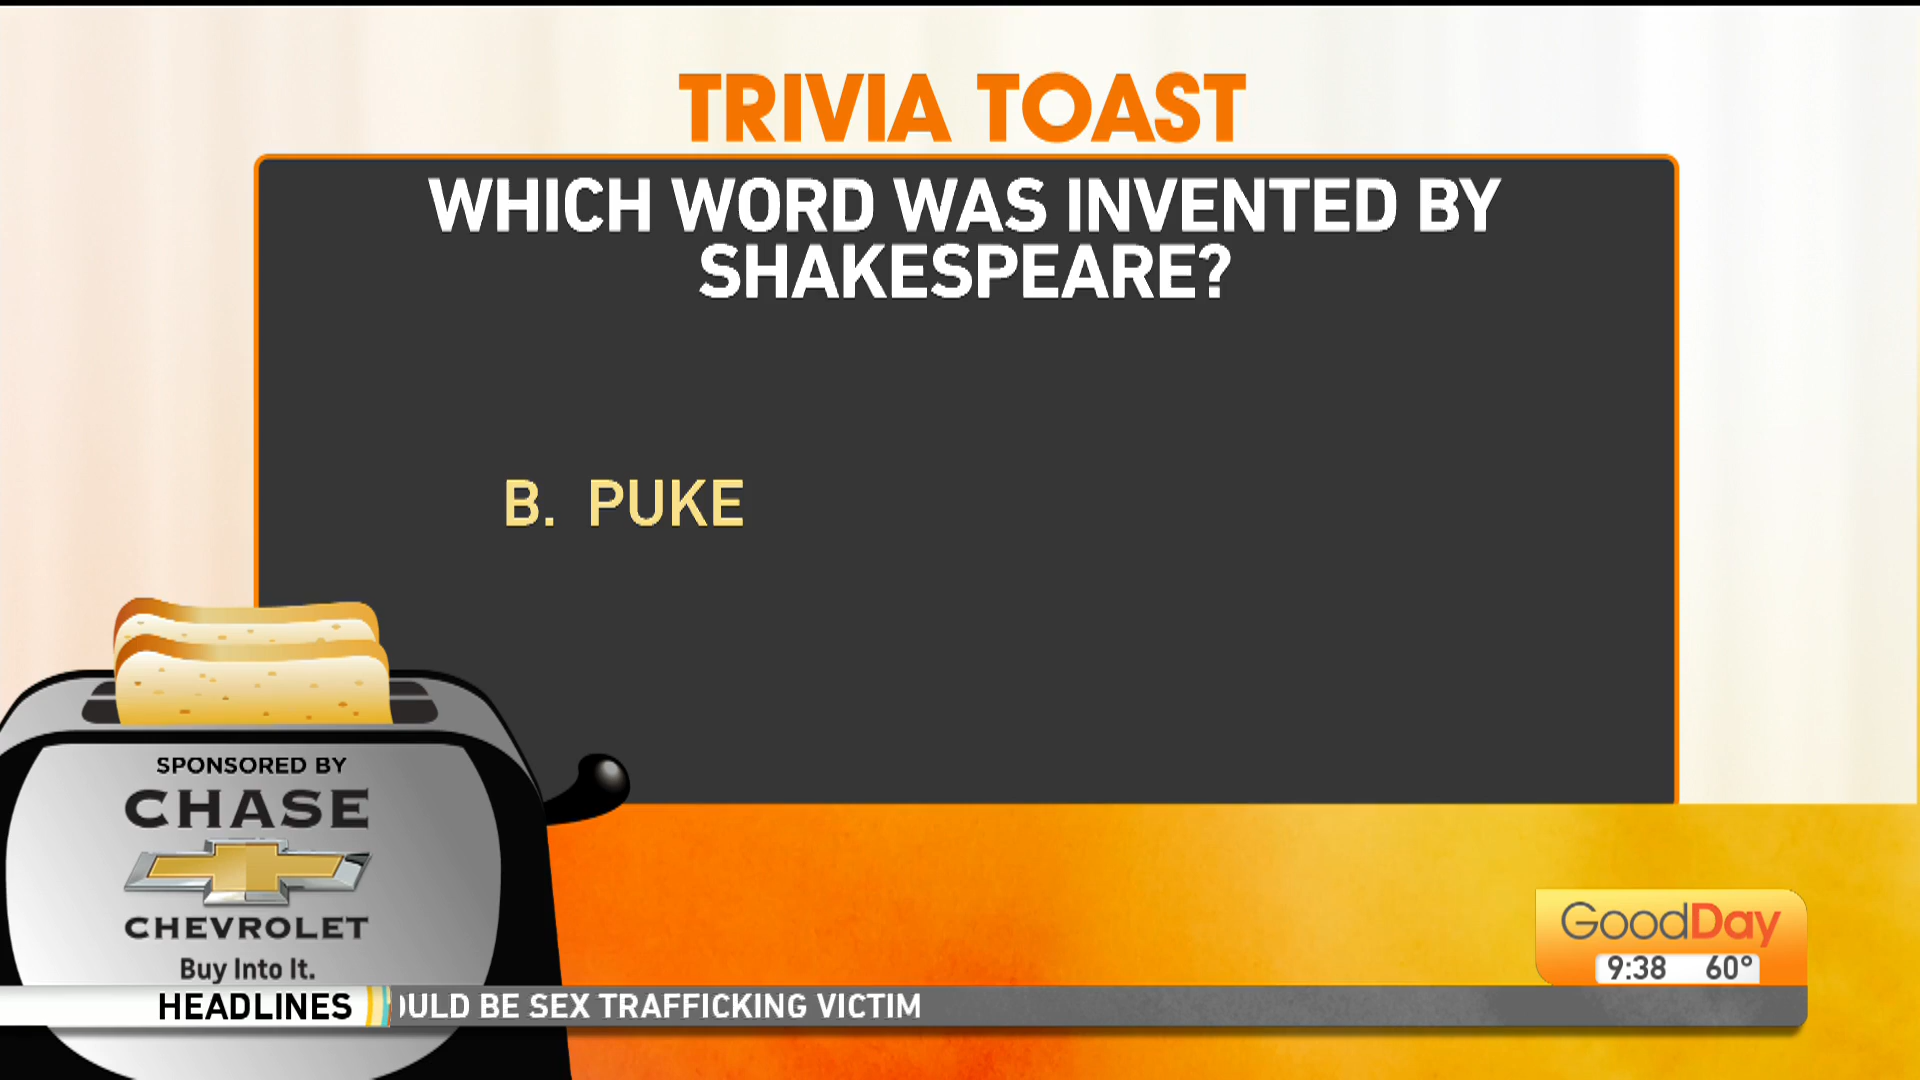 TRIVIA TOAST
WHICH WORD WAS INVENTED BY
SHAKESPEARE?
B. PUKE
SPONSORED BY
CHASE
CHEVROLET
Buy Into It.
GoodDay
9:38 60°
HEADLINES OULD BE SEX TRAFFICKING VICTIM